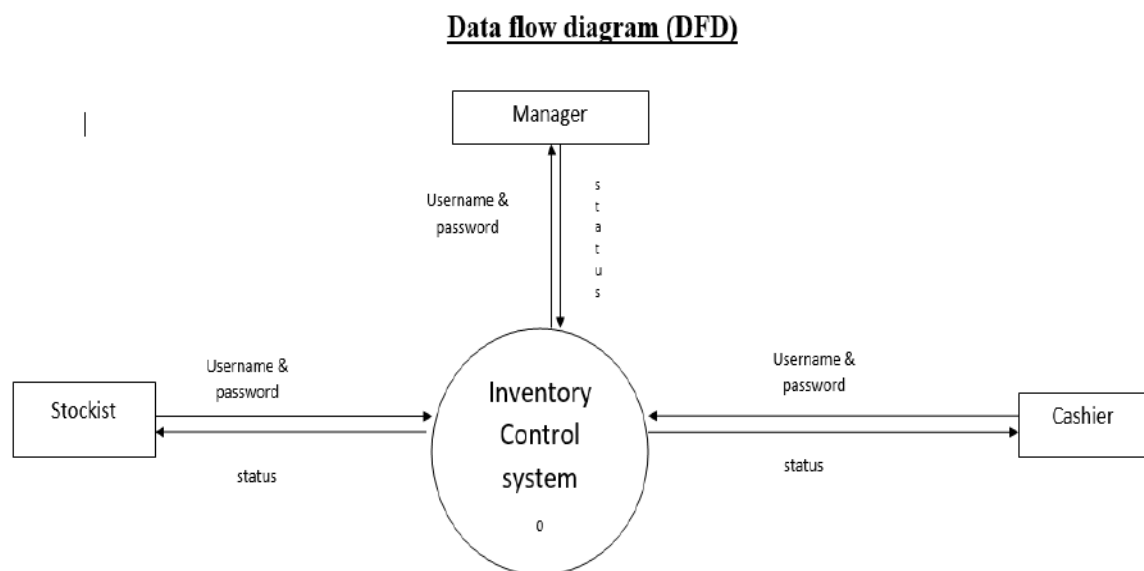 Data flow diagram (DFD)
Manager
Username &
password
s
t
a
t
u
s
Username &
password
Stockist
status
Inventory
Control
system
0
Username &
password
Cashier
status